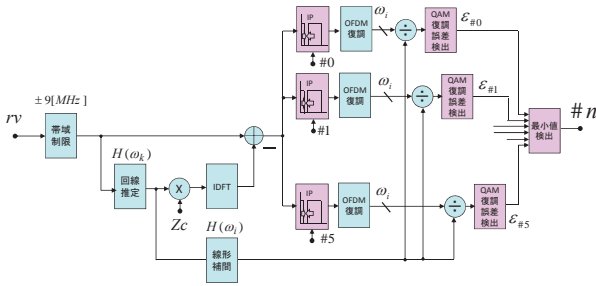 IP
OFDM
復調
ω_i
÷
QAM
復調
誤差
検出
ε_#0
#0
IP
OFDM
復調
ω_i
÷
QAM
復調
誤差
検出
ε_#1
#1
±9[MHz]
rv
帯域
制限
最小値
検出
#n
H(ω_k)
回線
推定
X
Zc
IDFT
IP
OFDM
復調
ω_i
÷
QAM
復調
誤差
検出
ε_#5
#5
H(ω_i)
線形
補間